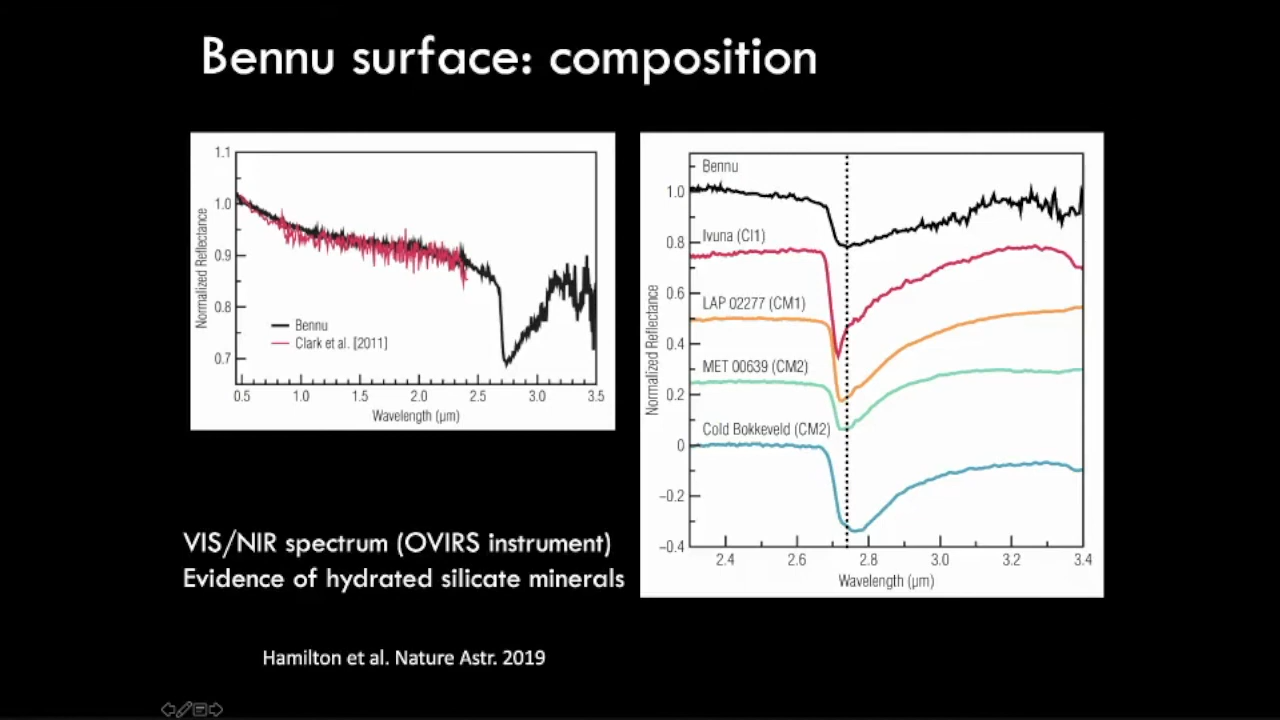 Bennu surface: composition
1.1
1.0
0.9
0.8
0.7
Normalized Reflectance
Bennu
Clark et al. [2011]
0.5 1.0 1.5 2.0 2.5 3.0 3.5
Wavelength (μm)
Bennu
Ivuna (CI1)
LAP 02277 (CM1)
MET 00639 (CM2)
Cold Bokkeveld (CM2)
1.0
0.8
0.6
0.4
0.2
0
−0.2
−0.4
Normalized Reflectance
2.4 2.6 2.8 3.0 3.2 3.4
Wavelength (μm)
VIS/NIR spectrum (OVIRS instrument)
Evidence of hydrated silicate minerals
Hamilton et al. Nature Astr. 2019